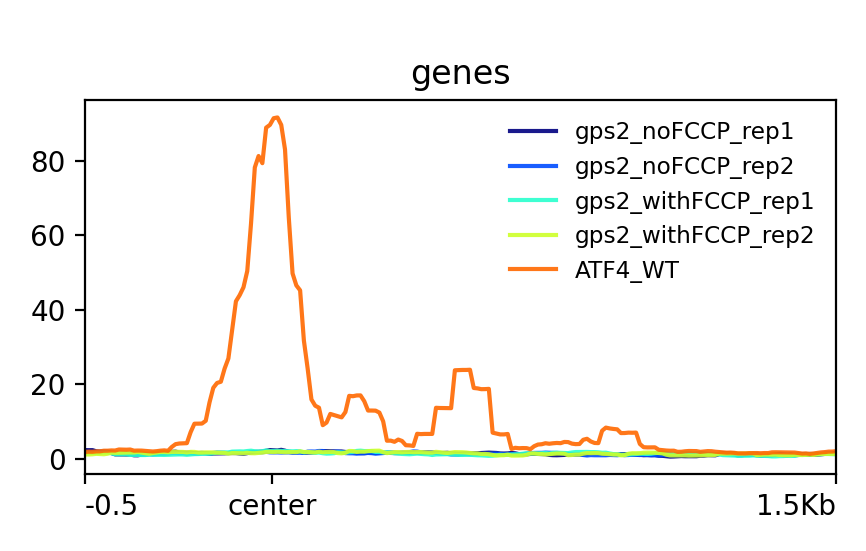 genes
gps2_noFCCP_rep1
gps2_noFCCP_rep2
gps2_withFCCP_rep1
gps2_withFCCP_rep2
ATF4_WT
80
60
40
20
0
-0.5 center 1.5Kb